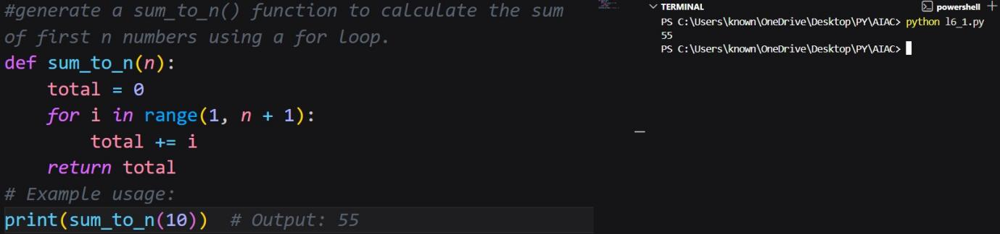 #generate a sum_to_n() function to calculate the sum
of first n numbers using a for loop.
def sum_to_n(n):
    total = 0
    for i in range(1, n + 1):
        total += i
    return total
# Example usage:
print(sum_to_n(10))  # Output: 55
TERMINAL
powershell
PS C:\Users\known\OneDrive\Desktop\PY\AIAC> python l6_1.py
55
PS C:\Users\known\OneDrive\Desktop\PY\AIAC>